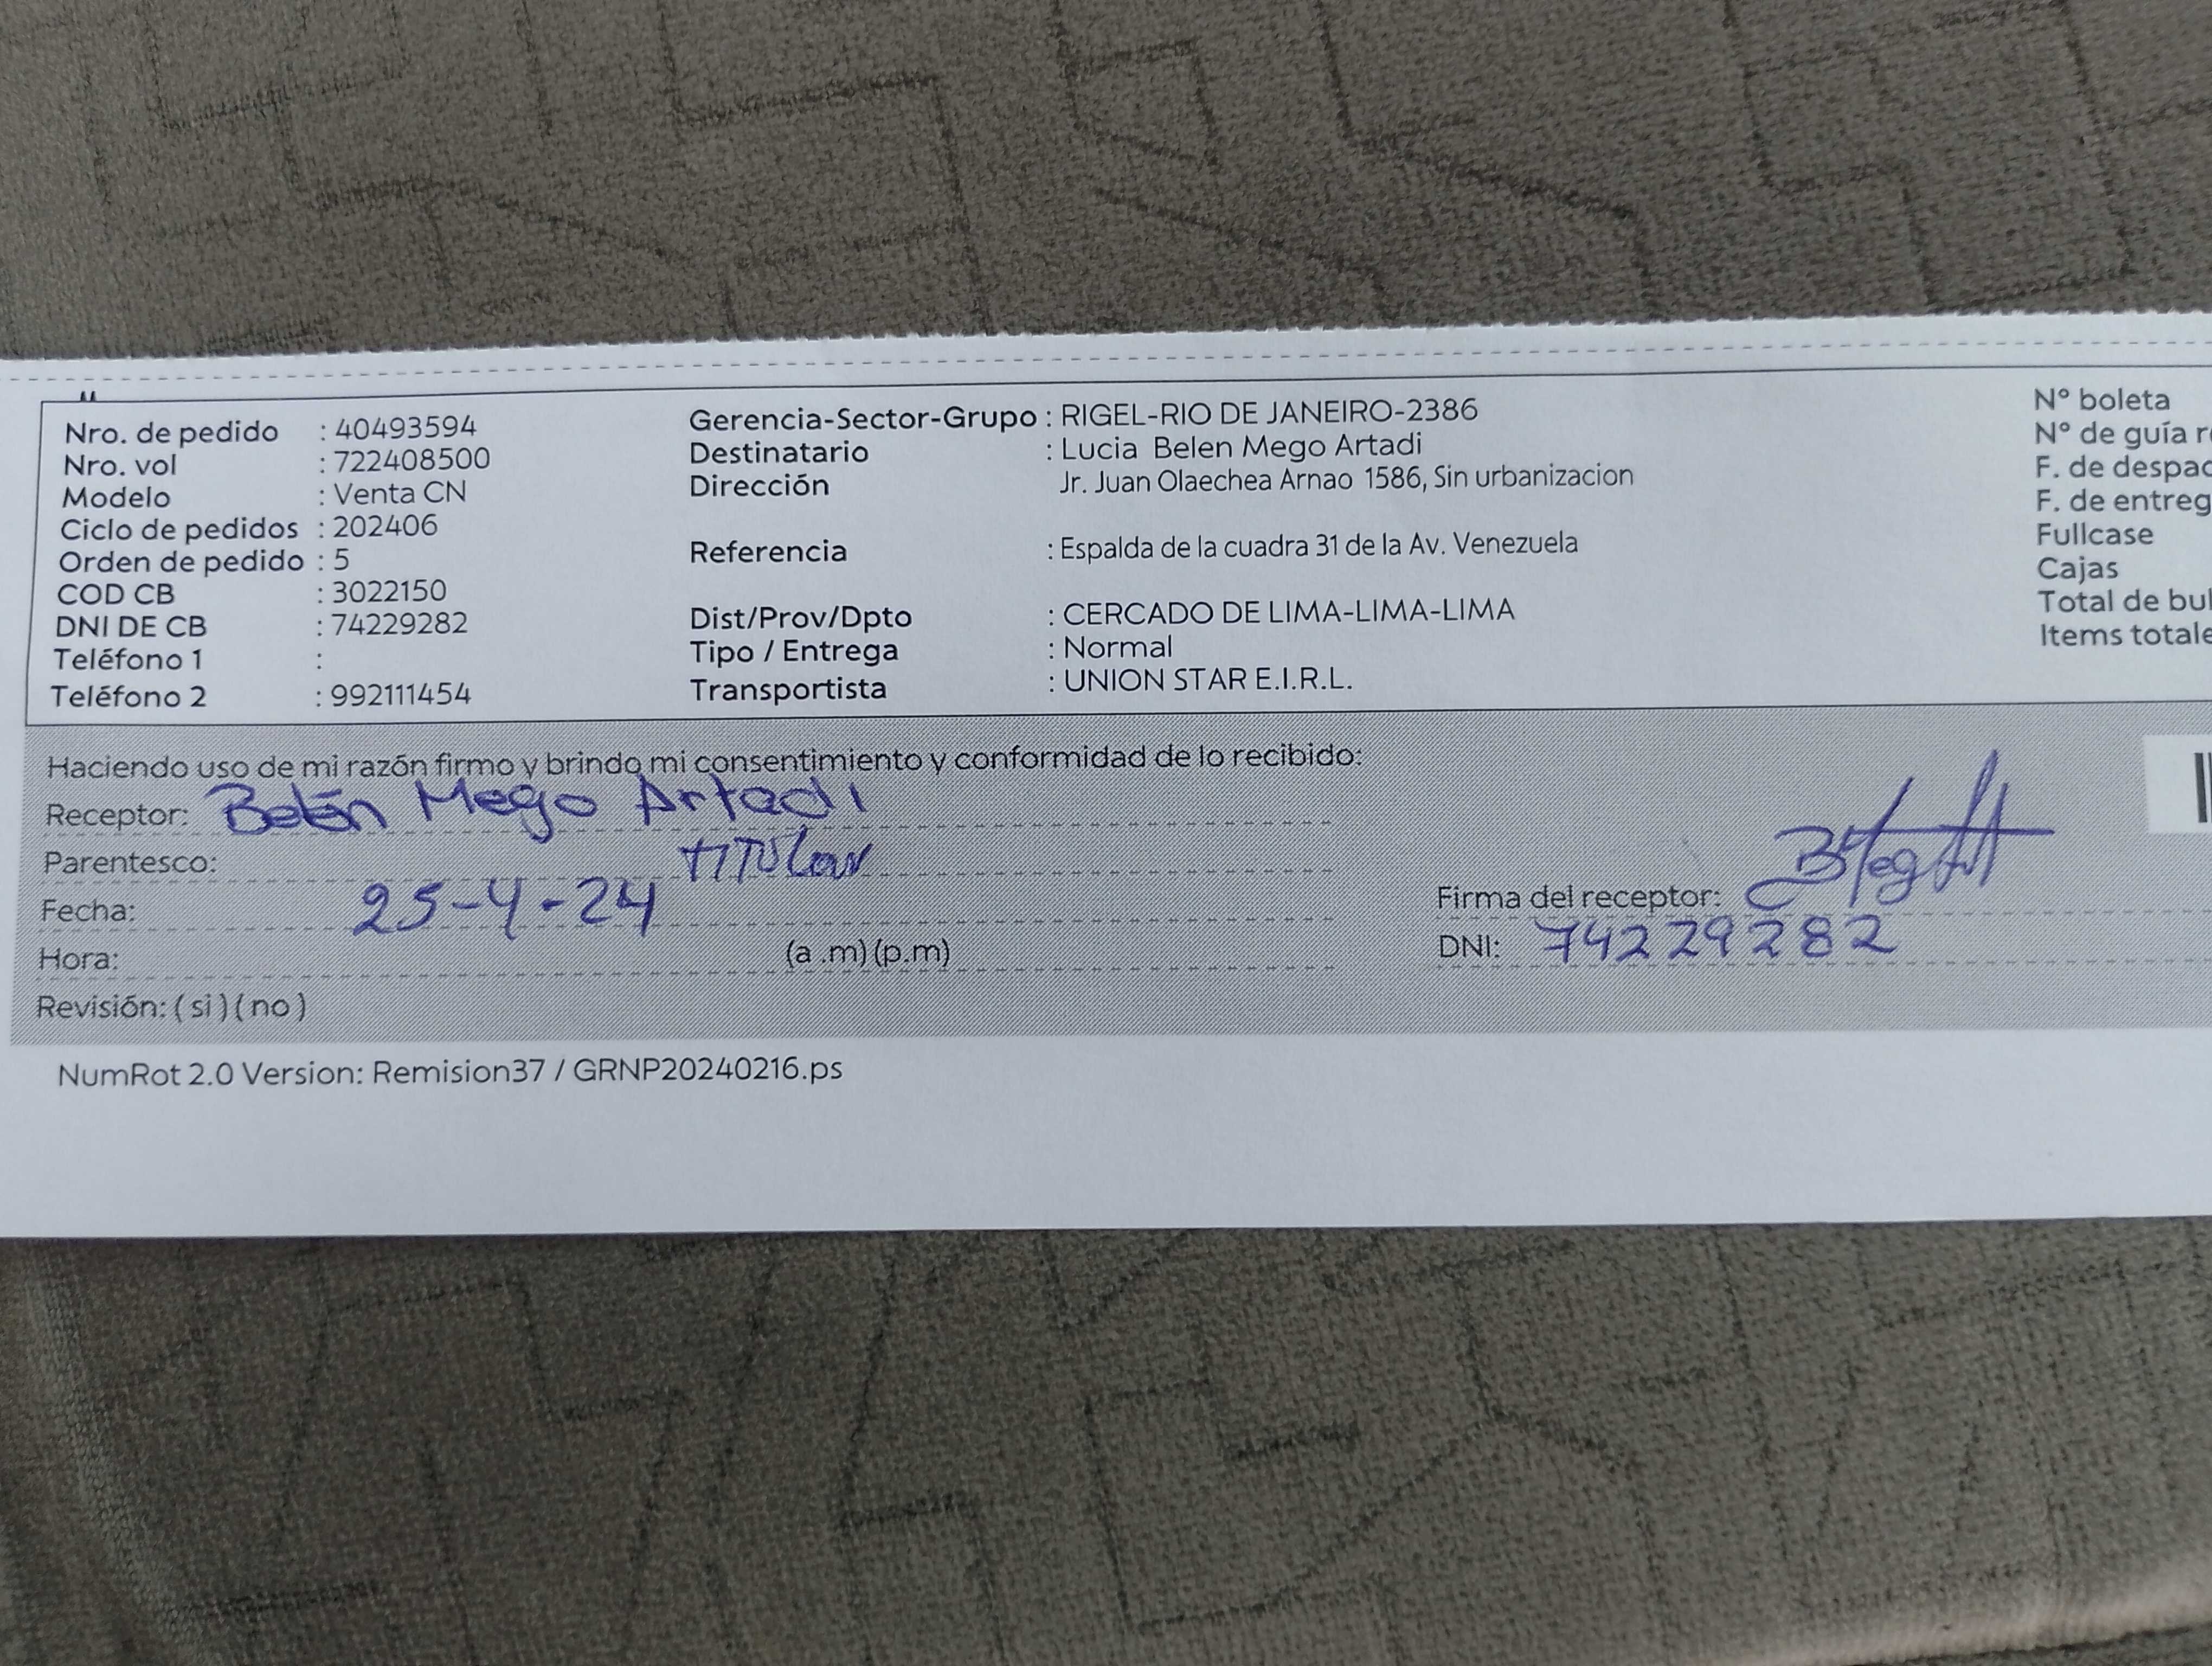 Nro. de pedido : 40493594
Nro. vol : 722408500
Modelo : Venta CN
Ciclo de pedidos : 202406
Orden de pedido : 5
COD CB : 3022150
DNI DE CB : 74229282
Teléfono 1 :
Teléfono 2 : 992111454
Gerencia-Sector-Grupo : RIGEL-RIO DE JANEIRO-2386
Destinatario : Lucia Belen Mego Artadi
Dirección Jr. Juan Olaechea Arnao 1586, Sin urbanizacion
Referencia : Espalda de la cuadra 31 de la Av. Venezuela
Dist/Prov/Dpto : CERCADO DE LIMA-LIMA-LIMA
Tipo / Entrega : Normal
Transportista : UNION STAR E.I.R.L.
N° boleta
N° de guía r
F. de despac
F. de entreg
Fullcase
Cajas
Total de bul
Items totale
Haciendo uso de mi razón firmo y brindo mi consentimiento y conformidad de lo recibido:
Receptor: Belén Mego Artadi
Parentesco: TITULar
Fecha: 25-4-24
Hora: (a .m) (p.m)
Revisión: ( si ) ( no )
Firma del receptor:
DNI: 74229282
NumRot 2.0 Version: Remision37 / GRNP20240216.ps